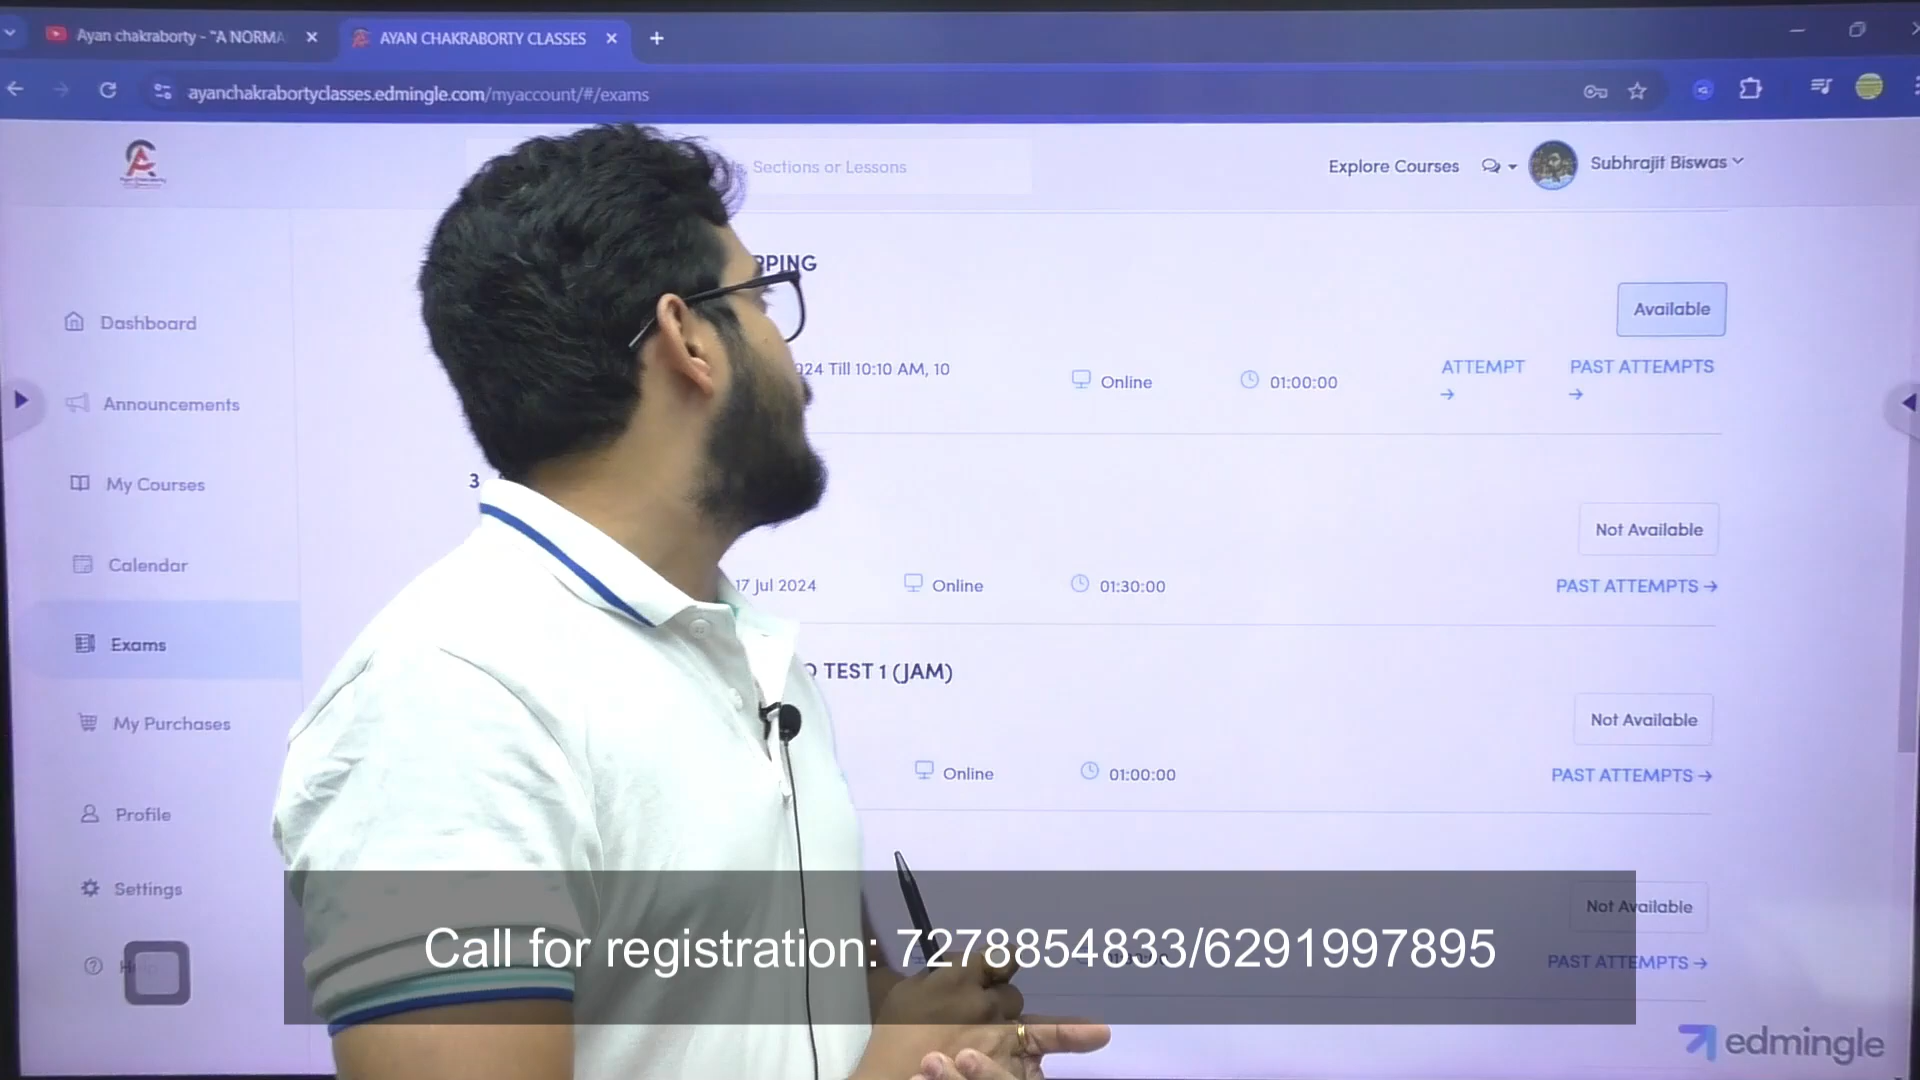 Ayan chakraborty - "A NORMA
AYAN CHAKRABORTY CLASSES
ayanchakrabortyclasses.edmingle.com/myaccount/#/exams
Sections or Lessons
Explore Courses
Subhrajit Biswas
PPING
Available
024 Till 10:10 AM, 10
Online
01:00:00
ATTEMPT →
PAST ATTEMPTS →
3
Not Available
17 Jul 2024
Online
01:30:00
PAST ATTEMPTS →
TEST 1 (JAM)
Not Available
Online
01:00:00
PAST ATTEMPTS →
Not Available
PAST ATTEMPTS →
Dashboard
Announcements
My Courses
Calendar
Exams
My Purchases
Profile
Settings
Call for registration: 7278854833/6291997895
edmingle